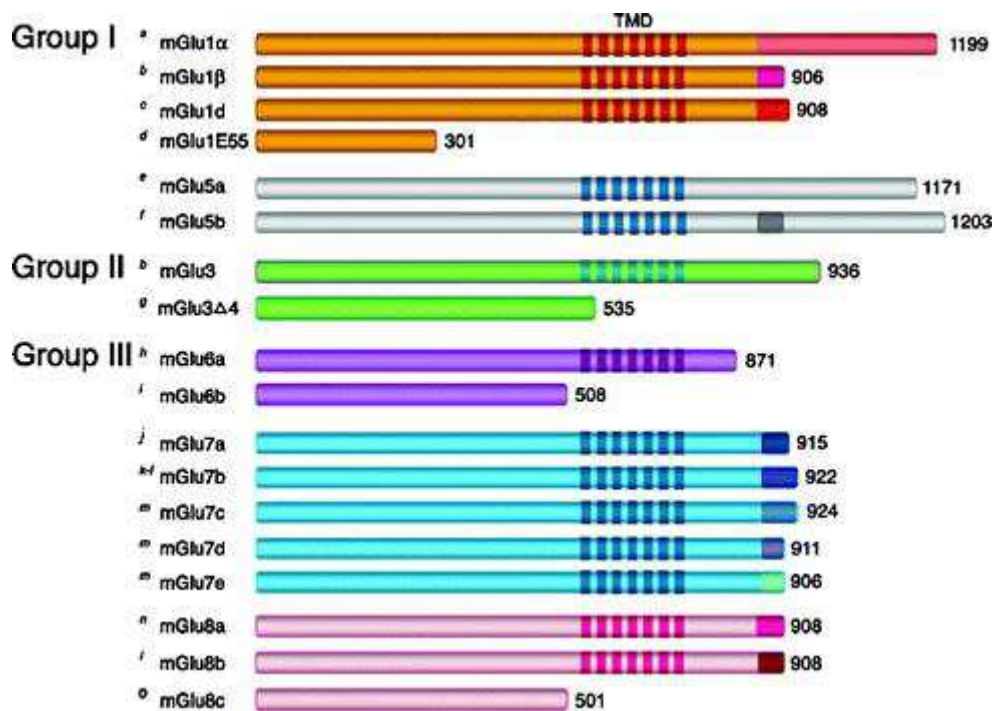 TMD
Group I a mGlu1α 1199
b mGlu1β 906
c mGlu1d 908
d mGlu1E55 301
e mGlu5a 1171
f mGlu5b 1203
Group II b mGlu3 936
g mGlu3Δ4 535
Group III h mGlu6a 871
i mGlu6b 508
j mGlu7a 915
k-l mGlu7b 922
m mGlu7c 924
m mGlu7d 911
m mGlu7e 906
n mGlu8a 908
i mGlu8b 908
o mGlu8c 501